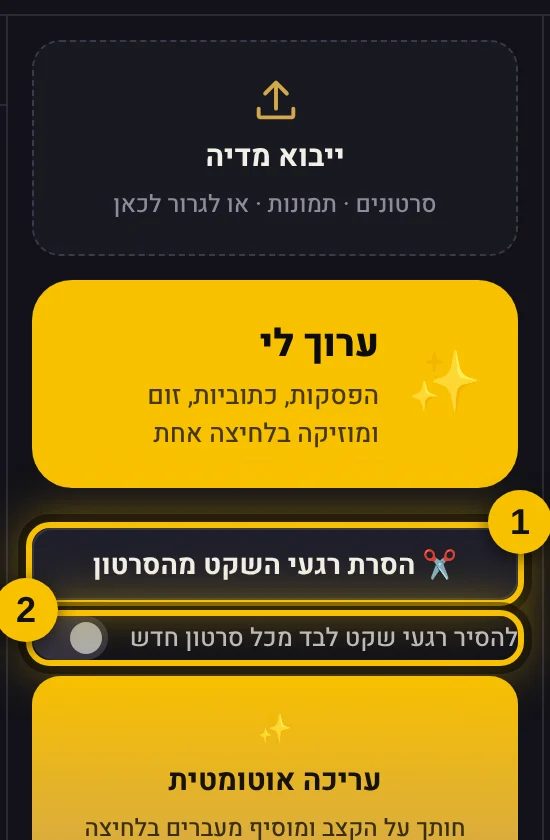 ייבוא מדיה
סרטונים · תמונות · או לגרור לכאן
ערוך לי
הפסקות, כתוביות, זום
ומוזיקה בלחיצה אחת
1
הסרת רגעי השקט מהסרטון
2
להסיר רגעי שקט לבד מכל סרטון חדש
עריכה אוטומטית
חותך על הקצב ומוסיף מעברים בלחיצה